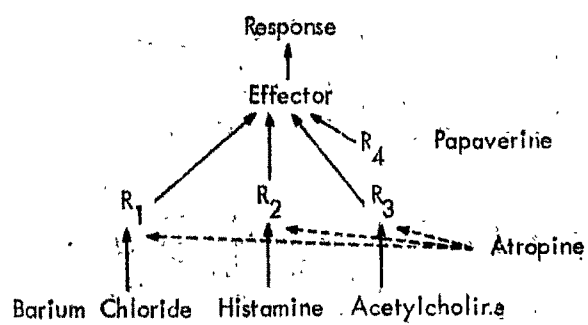 Response
Effector
R4 Papaverine
R1 R2 R3
Atropine
Barium Chloride Histamine Acetylcholine